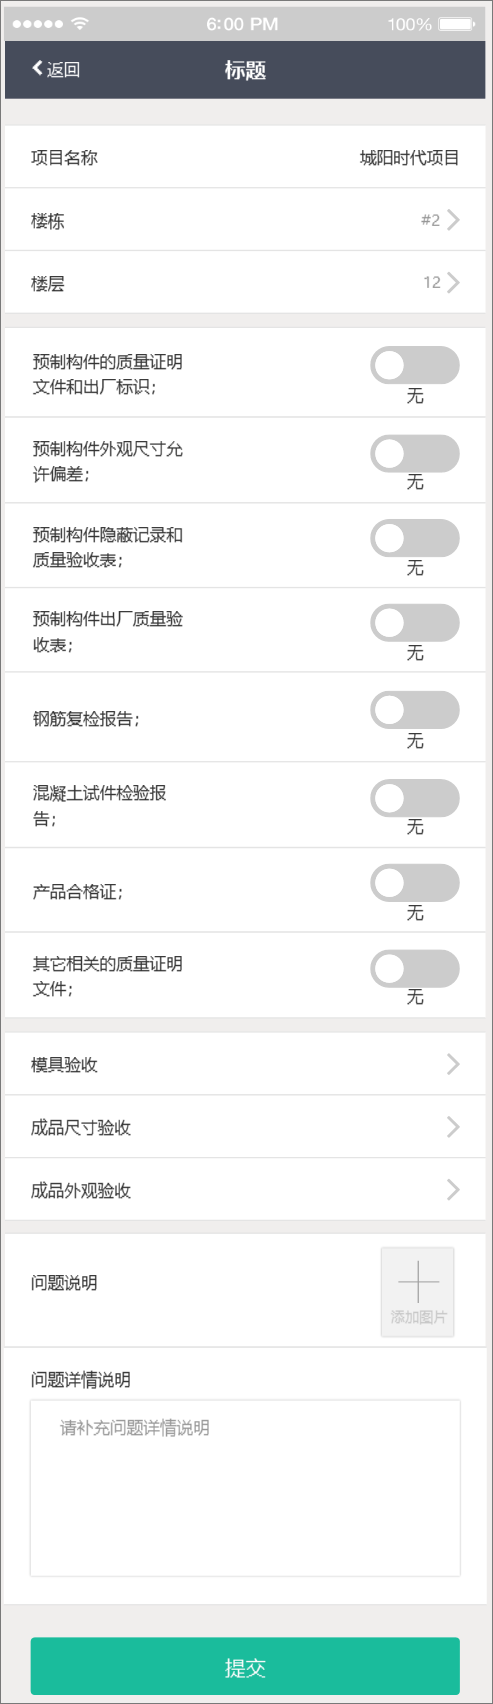 6:00 PM 100%
返回 标题
项目名称 城阳时代项目
楼栋 #2
楼层 12
预制构件的质量证明
文件和出厂标识；
无
预制构件外观尺寸允
许偏差；
无
预制构件隐蔽记录和
质量验收表；
无
预制构件出厂质量验
收表；
无
钢筋复检报告；
无
混凝土试件检验报
告；
无
产品合格证；
无
其它相关的质量证明
文件；
无
模具验收
成品尺寸验收
成品外观验收
问题说明
添加图片
问题详情说明
请补充问题详情说明
提交